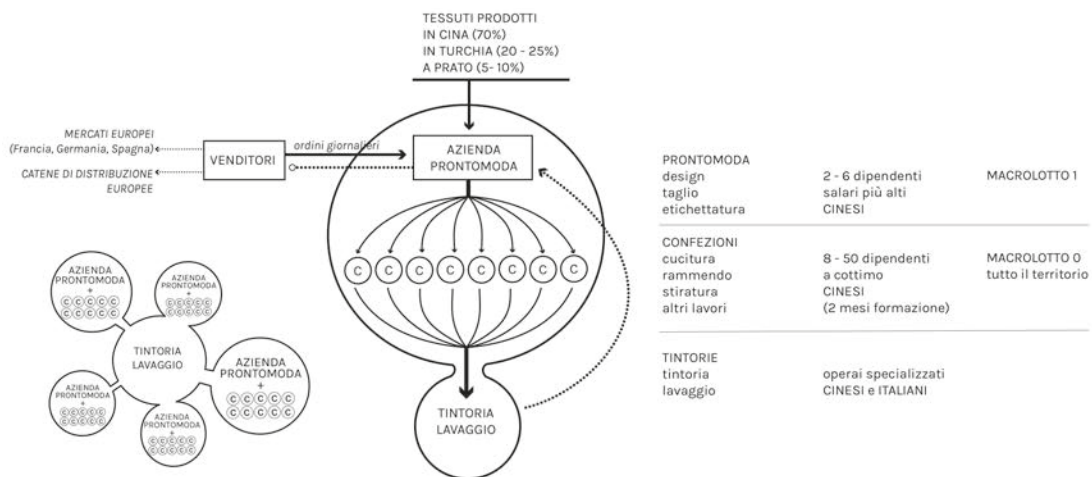 TESSUTI PRODOTTI
IN CINA (70%)
IN TURCHIA (20 - 25%)
A PRATO (5- 10%)
MERCATI EUROPEI
(Francia, Germania, Spagna)
CATENE DI DISTRIBUZIONE
EUROPEE
VENDITORI
ordini giornalieri
AZIENDA
PRONTOMODA
C C C C C C C C
TINTORIA
LAVAGGIO
AZIENDA
PRONTOMODA
+
C C C C C
C C C C C
AZIENDA
PRONTOMODA
+
C C C C C
C C C C C
TINTORIA
LAVAGGIO
AZIENDA
PRONTOMODA
+
C C C C C
C C C C C
AZIENDA
PRONTOMODA
+
C C C C C
C C C C C
AZIENDA
PRONTOMODA
+
C C C C C
C C C C C
PRONTOMODA
design 2 - 6 dipendenti MACROLOTTO 1
taglio salari più alti
etichettatura CINESI
CONFEZIONI
cucitura 8 - 50 dipendenti MACROLOTTO 0
rammendo a cottimo tutto il territorio
stiratura CINESI
altri lavori (2 mesi formazione)
TINTORIE
tintoria operai specializzati
lavaggio CINESI e ITALIANI